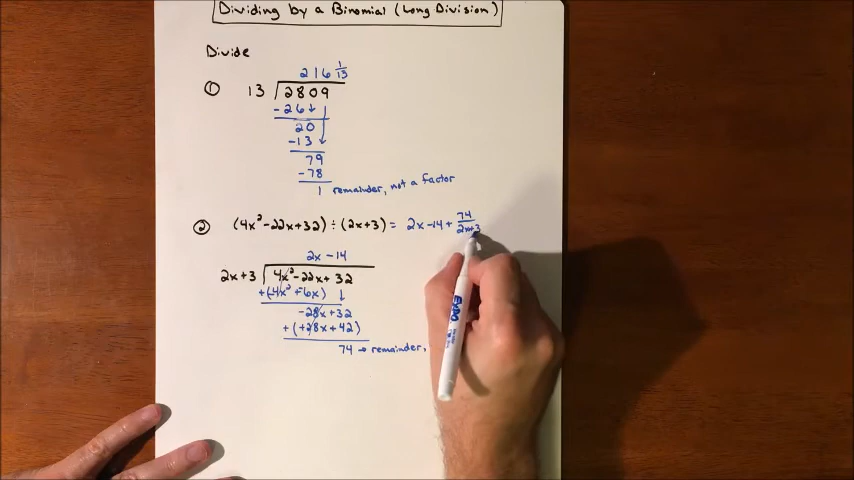 Dividing by a Binomial (Long Division)
Divide
① 13 2809 216 1/13
-26
20
-13
79
-78
1 remainder, not a factor
② (4x²-22x+32) ÷ (2x+3) = 2x-14+ 74/2x+3
2x -14
2x+3 4x²-22x+32
+(-4x²+-6x)
-28x+32
+(+28x+42)
74 → remainder,
EXPO